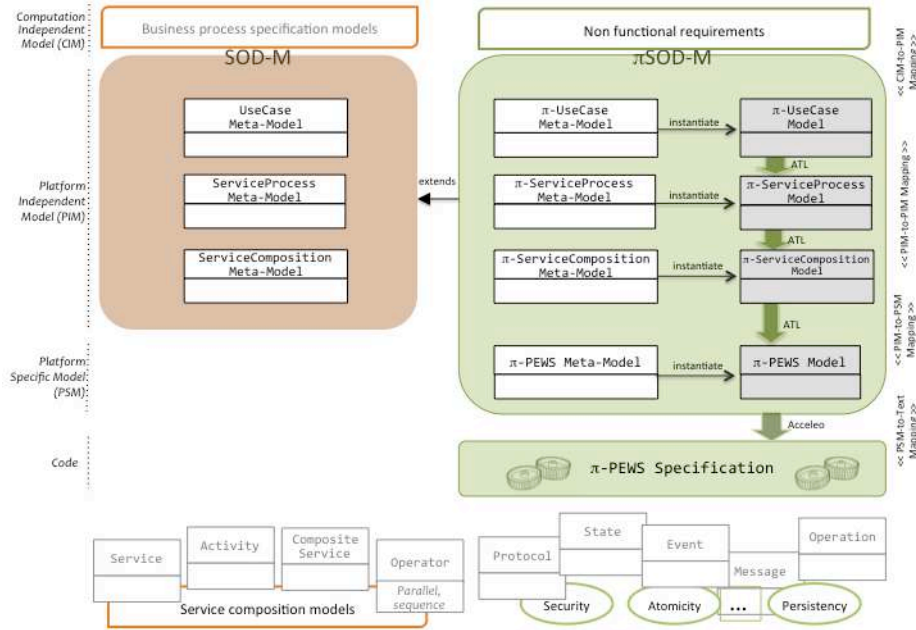 Computation
Independent
Model (CIM)
Business process specification models
Non functional requirements
SOD-M
πSOD-M
<< CIM-to-PIM
Mapping >>
UseCase
Meta-Model
π-UseCase
Meta-Model
instantiate
π-UseCase
Model
ATL
Platform
Independent
Model (PIM)
ServiceProcess
Meta-Model
extends
π-ServiceProcess
Meta-Model
instantiate
π-ServiceProcess
Model
<< PIM-to-PIM Mapping >>
ATL
ServiceComposition
Meta-Model
π-ServiceComposition
Meta-Model
instantiate
π-ServiceComposition
Model
ATL
<< PIM-to-PSM
Mapping >>
Platform
Specific Model
(PSM)
π-PEWS Meta-Model
instantiate
π-PEWS Model
Acceleo
<< PSM-to-Text
Mapping >>
Code
π-PEWS Specification
Service
Activity
Composite
Service
Operator
Parallel,
sequence
Service composition models
Protocol
State
Event
Message
Operation
Security
Atomicity
...
Persistency